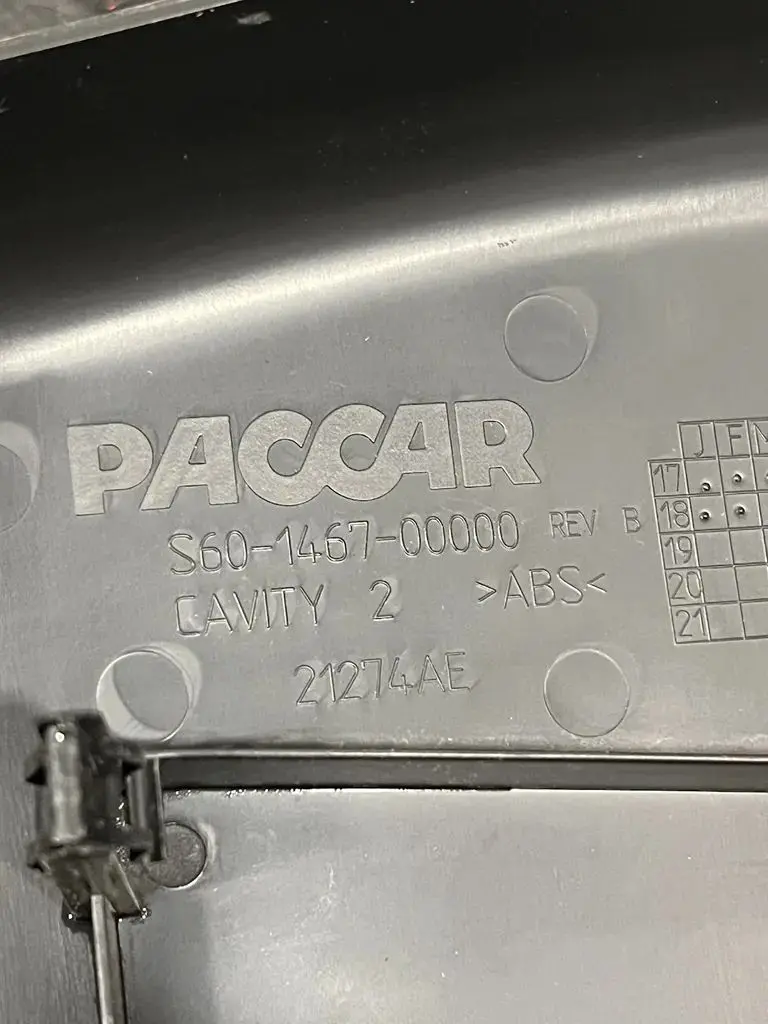 PACCAR
S60-1467-00000 REV B
CAVITY 2 >ABS<
21274AE
J F
17
18
19
20
21